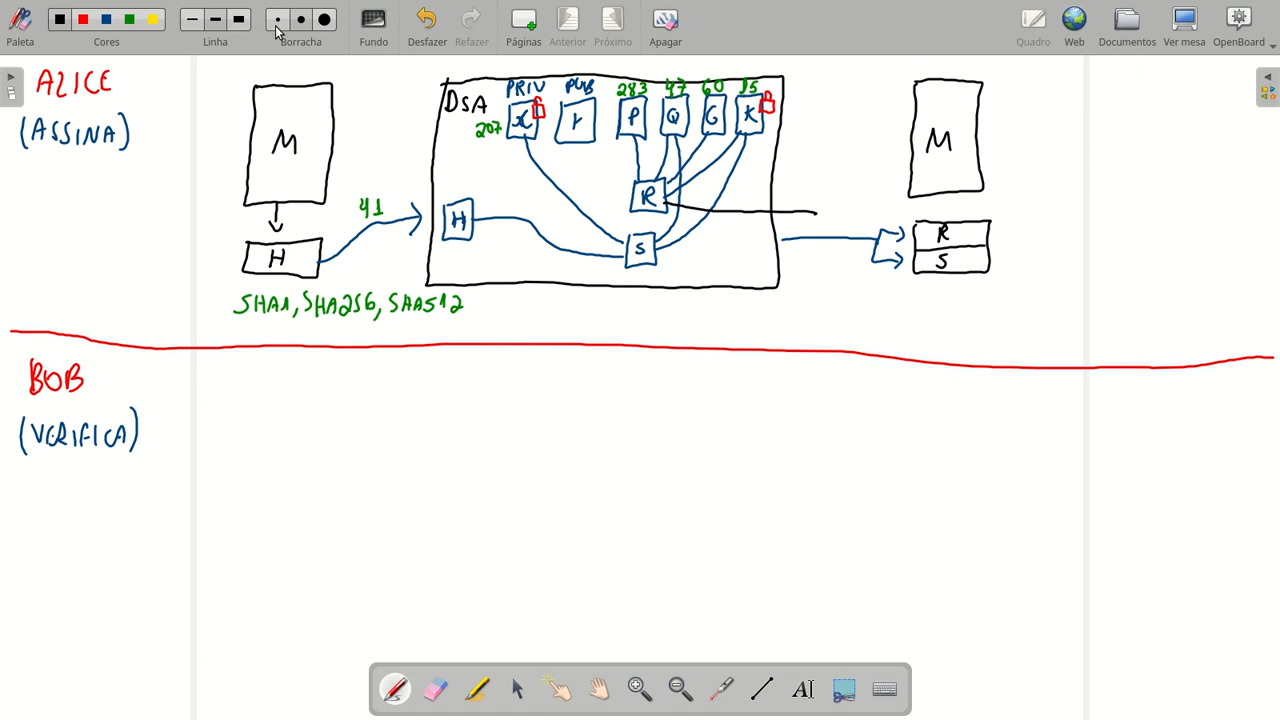 Paleta Cores Linha Borracha Fundo Desfazer Refazer Páginas Anterior Próximo Apagar Quadro Web Documentos Ver mesa OpenBoard
ALICE
(ASSINA)
M
H
41
SHA1, SHA256, SHA512
DSA
PRIV PUB 283 47 60 15
X Y P Q G K
207
R
H
S
M
R
S
BOB
(VERIFICA)